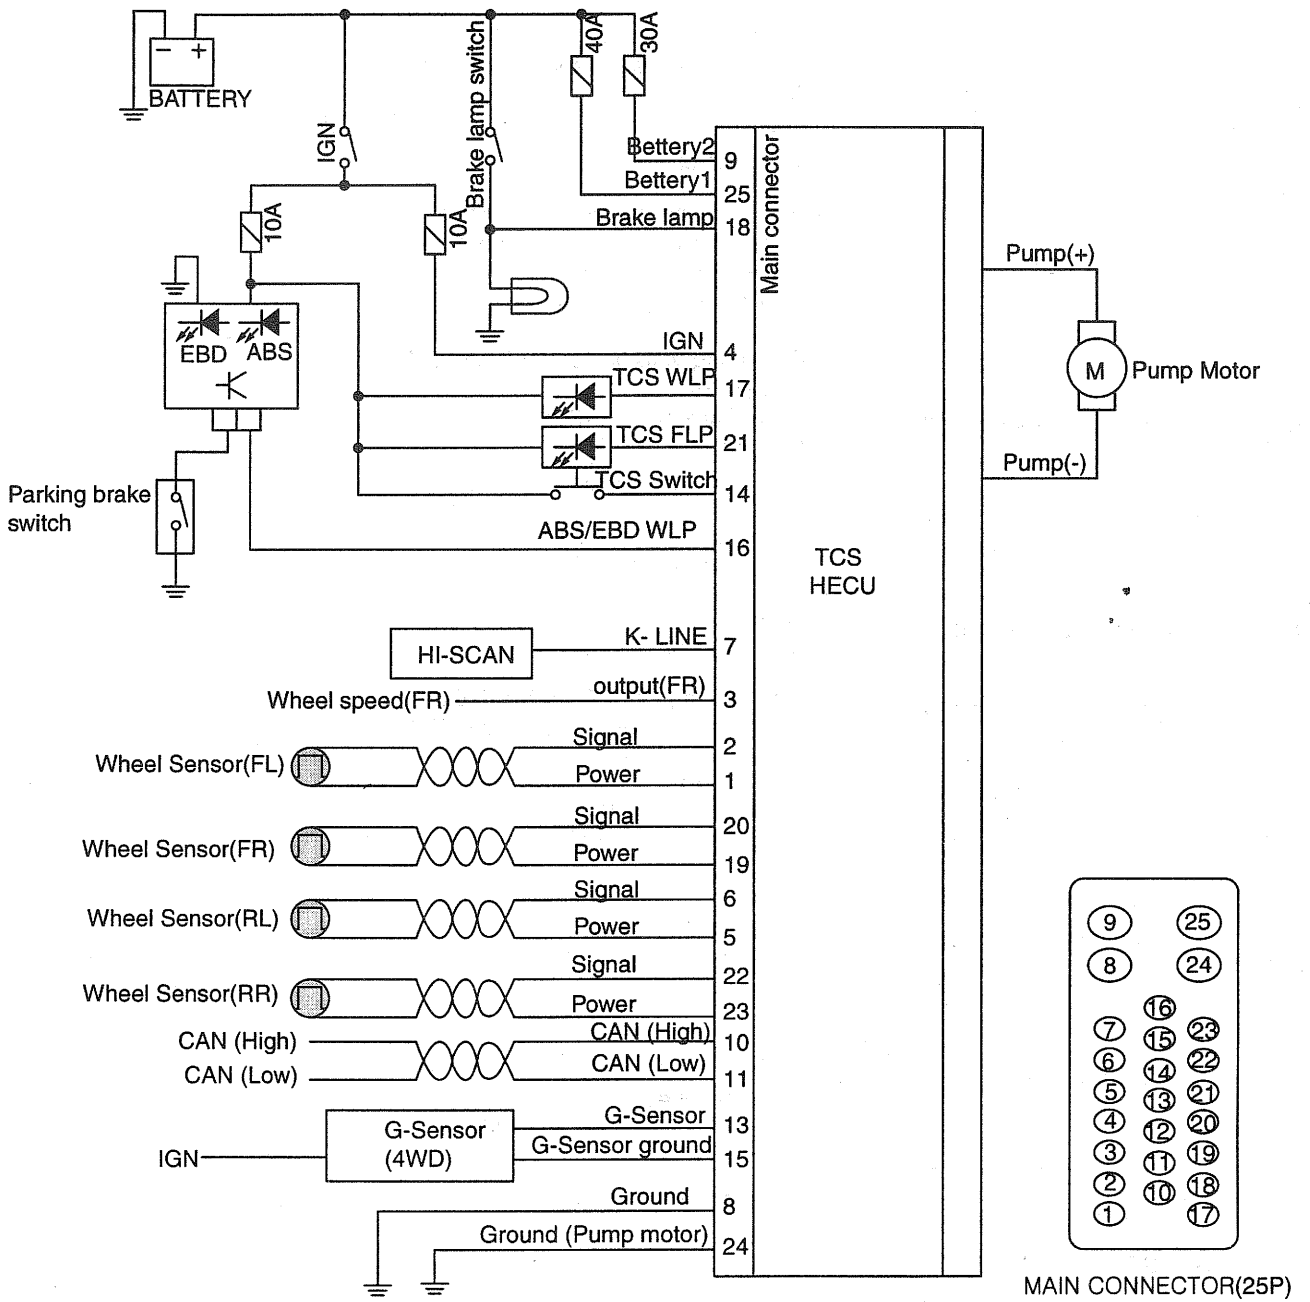 − +
BATTERY
IGN
Brake lamp switch
40A
30A
10A
10A
Bettery2
9
Bettery1
25
Brake lamp
18
Main connector
EBD
ABS
IGN
4
TCS WLP
17
TCS FLP
21
TCS Switch
14
ABS/EBD WLP
16
Parking brake
switch
TCS
HECU
Pump(+)
M
Pump Motor
Pump(-)
HI-SCAN
K- LINE
7
Wheel speed(FR)
output(FR)
3
Wheel Sensor(FL)
Signal
2
Power
1
Wheel Sensor(FR)
Signal
20
Power
19
Wheel Sensor(RL)
Signal
6
Power
5
Wheel Sensor(RR)
Signal
22
Power
23
CAN (High)
CAN (High)
10
CAN (Low)
CAN (Low)
11
IGN
G-Sensor
(4WD)
G-Sensor
13
G-Sensor ground
15
Ground
8
Ground (Pump motor)
24
9 25
8 24
16
7 15 23
6 14 22
5 13 21
4 12 20
3 11 19
2 10 18
1 17
MAIN CONNECTOR(25P)